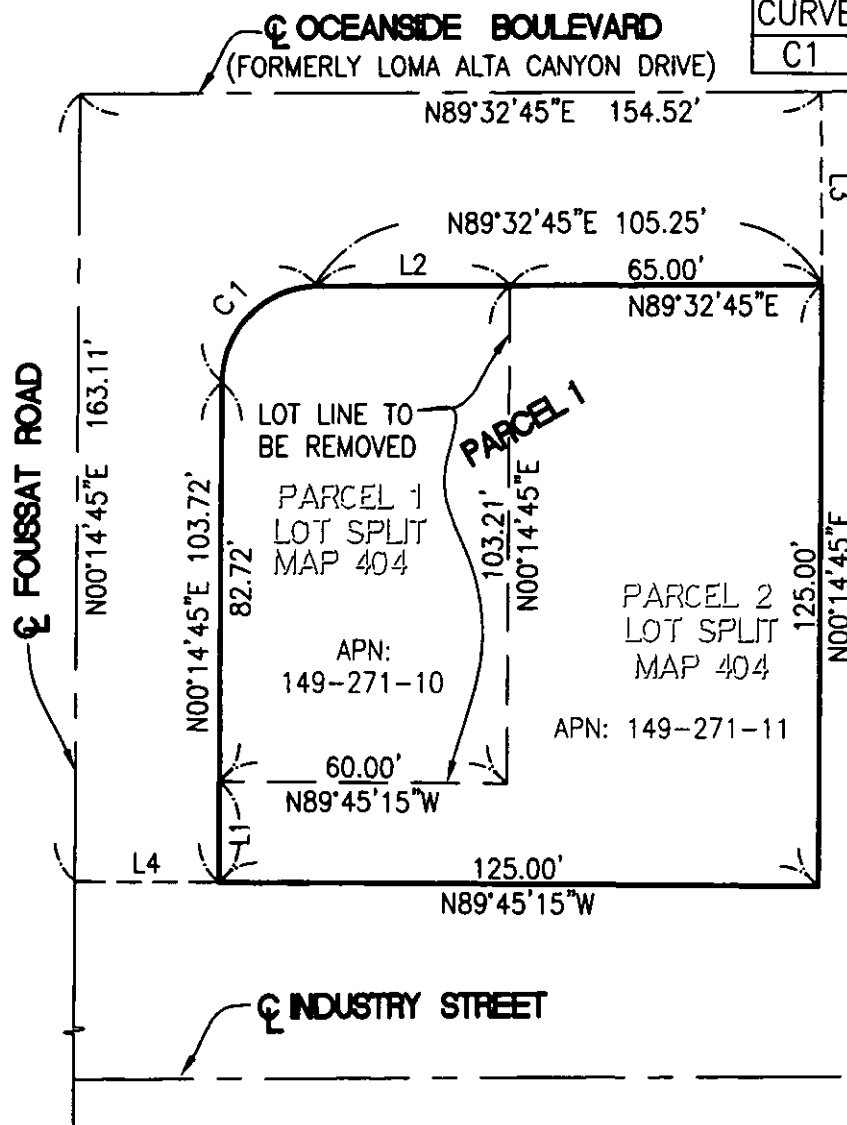 CURVE
C1
℄ OCEANSIDE BOULEVARD
(FORMERLY LOMA ALTA CANYON DRIVE)
N89°32'45"E 154.52'
L3
N89°32'45"E 105.25'
L2
65.00'
N89°32'45"E
C1
℄ FOUSSAT ROAD
N00°14'45"E 163.11'
LOT LINE TO
BE REMOVED
PARCEL 1
N00°14'45"E 103.72'
82.72'
PARCEL 1
LOT SPLIT
MAP 404
APN:
149-271-10
103.21'
N00°14'45"E
PARCEL 2
LOT SPLIT
MAP 404
APN: 149-271-11
125.00'
N00°14'45"E
60.00'
N89°45'15"W
L1
L4
125.00'
N89°45'15"W
℄ INDUSTRY STREET